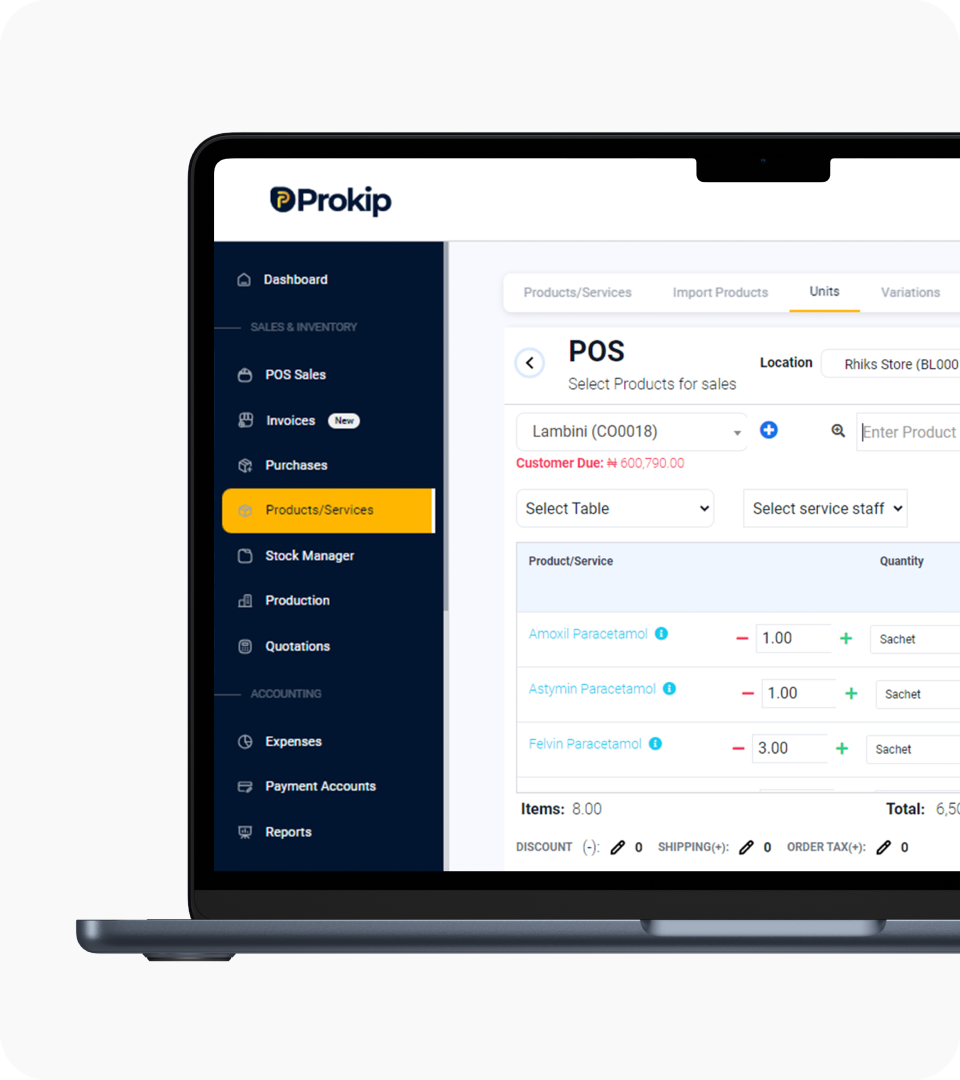 Prokip
Dashboard
SALES & INVENTORY
POS Sales
Invoices New
Purchases
Products/Services
Stock Manager
Production
Quotations
ACCOUNTING
Expenses
Payment Accounts
Reports
Products/Services Import Products Units Variations
POS
Select Products for sales
Location Rhiks Store (BL000
Lambini (CO0018)
Enter Product
Customer Due: ₦ 600,790.00
Select Table Select service staff
Product/Service Quantity
Amoxil Paracetamol 1.00 Sachet
Astymin Paracetamol 1.00 Sachet
Felvin Paracetamol 3.00 Sachet
Items: 8.00 Total: 6,50
DISCOUNT (-): 0 SHIPPING(+): 0 ORDER TAX(+): 0